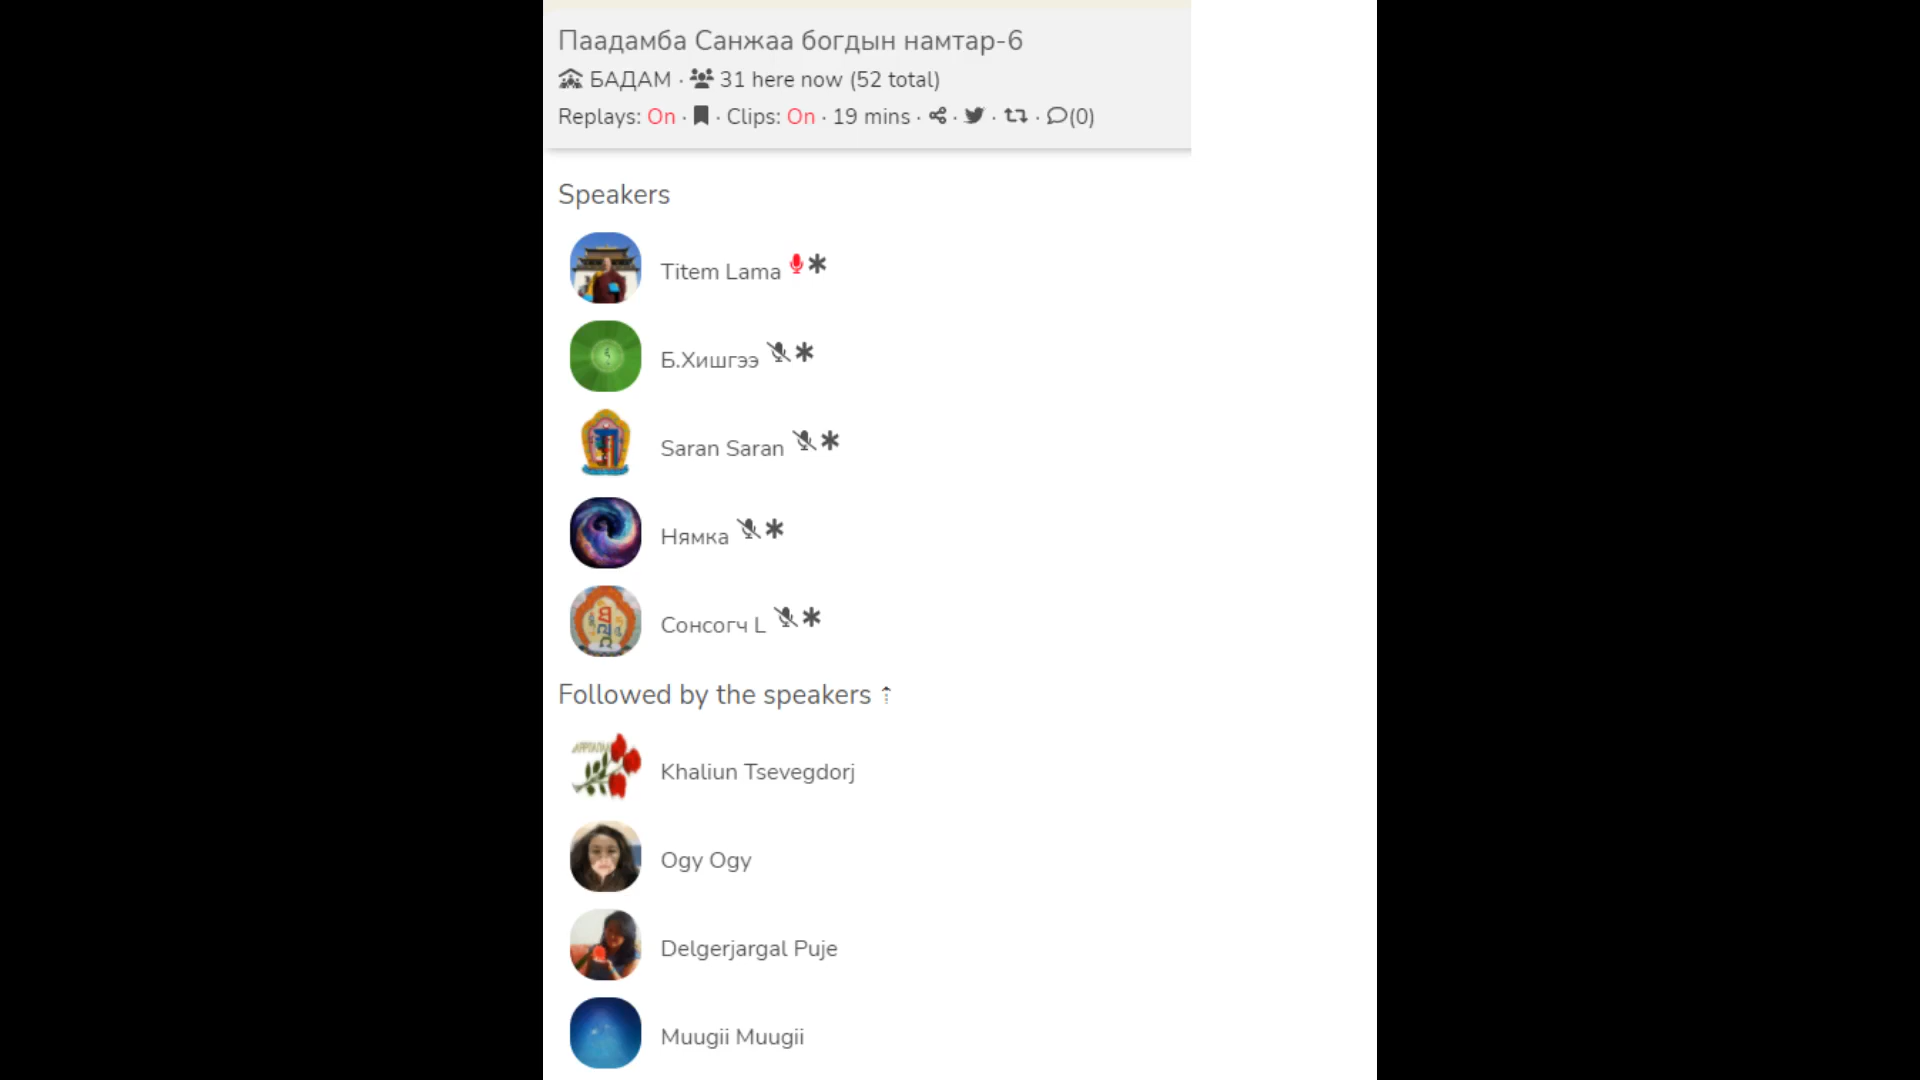 Паадамба Санжаа богдын намтар-6
БАДАМ · 31 here now (52 total)
Replays: On · Clips: On · 19 mins · (0)
Speakers
Titem Lama
Б.Хишгээ
Saran Saran
Нямка
Сонсогч L
Followed by the speakers
Khaliun Tsevegdorj
Ogy Ogy
Delgerjargal Puje
Muugii Muugii